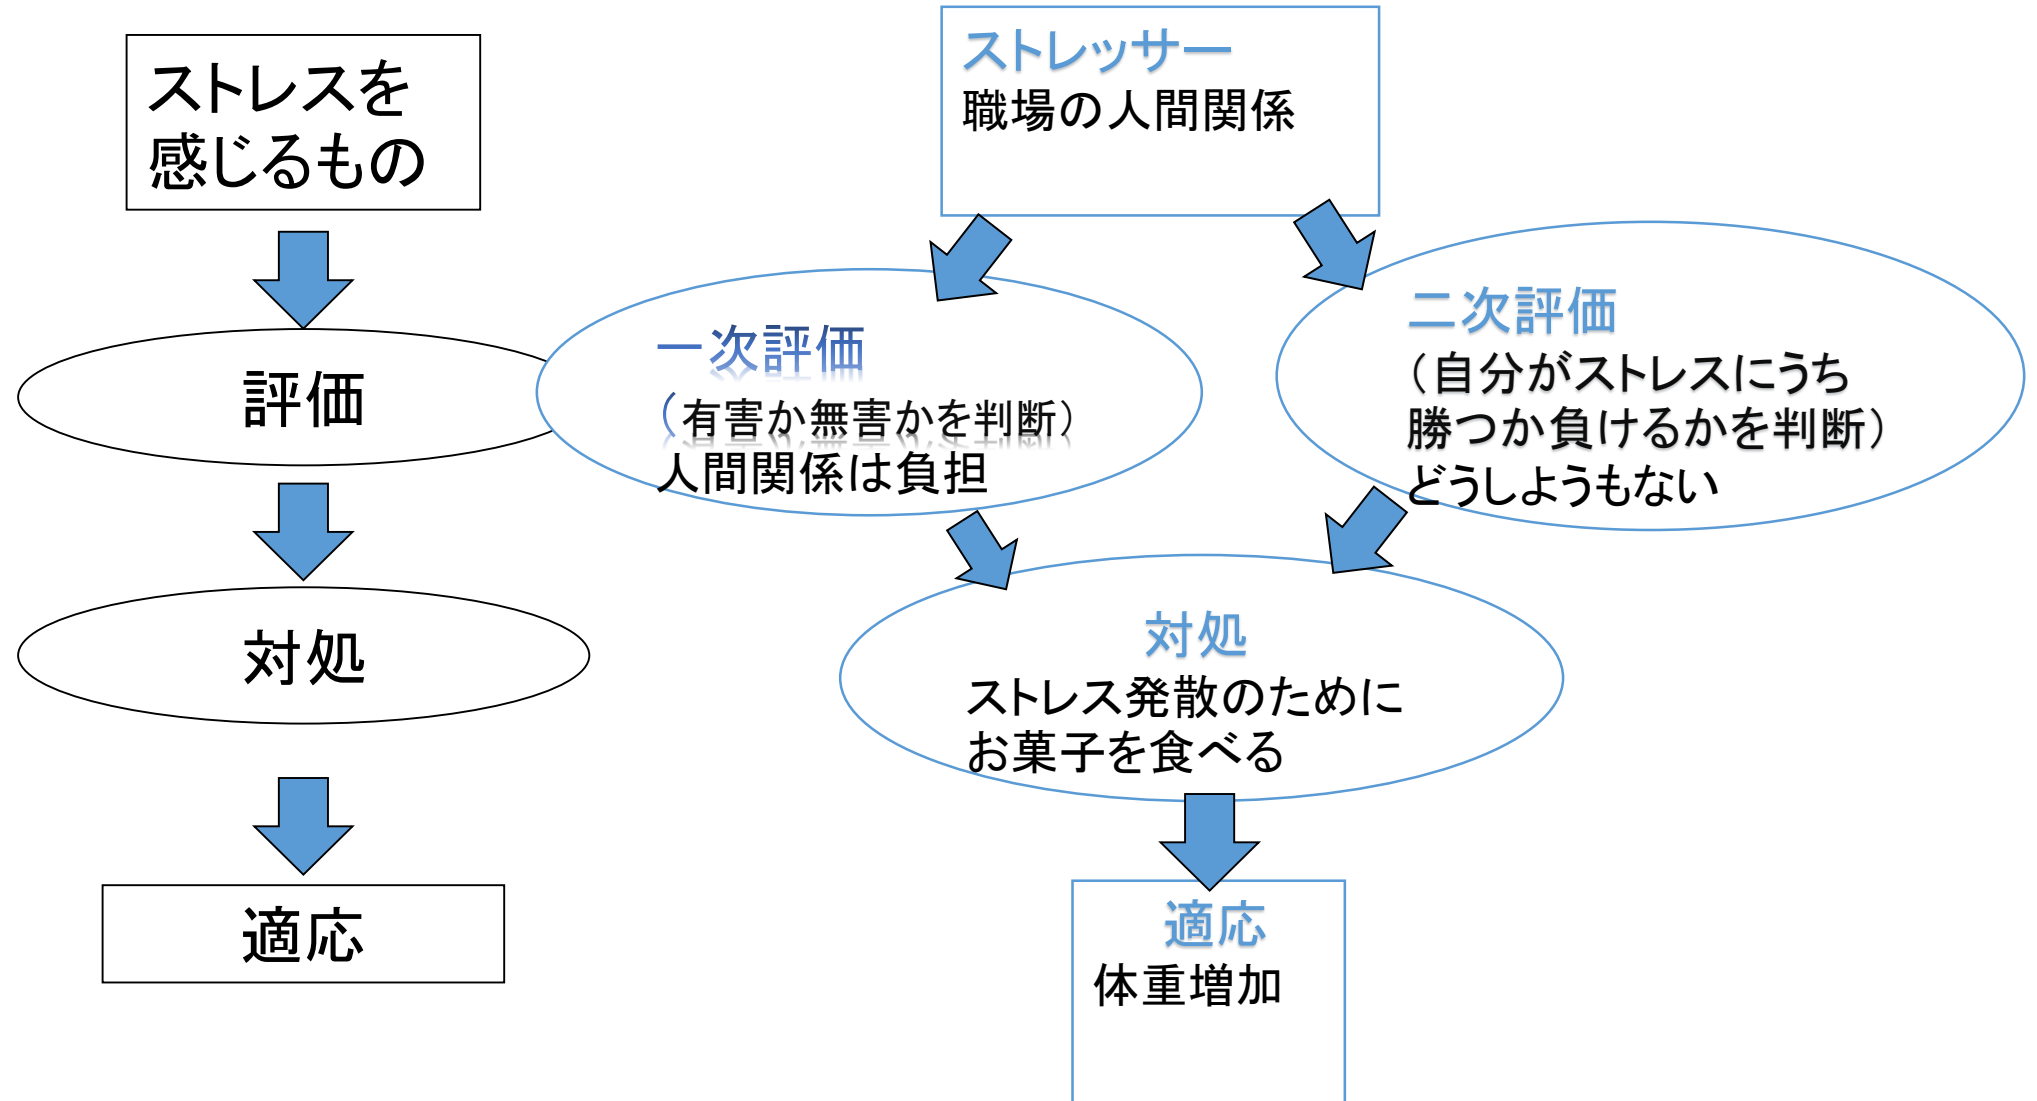 ストレスを
感じるもの
評価
対処
適応
ストレッサー
職場の人間関係
一次評価
（有害か無害かを判断）
人間関係は負担
二次評価
（自分がストレスにうち
勝つか負けるかを判断）
どうしようもない
対処
ストレス発散のために
お菓子を食べる
適応
体重増加